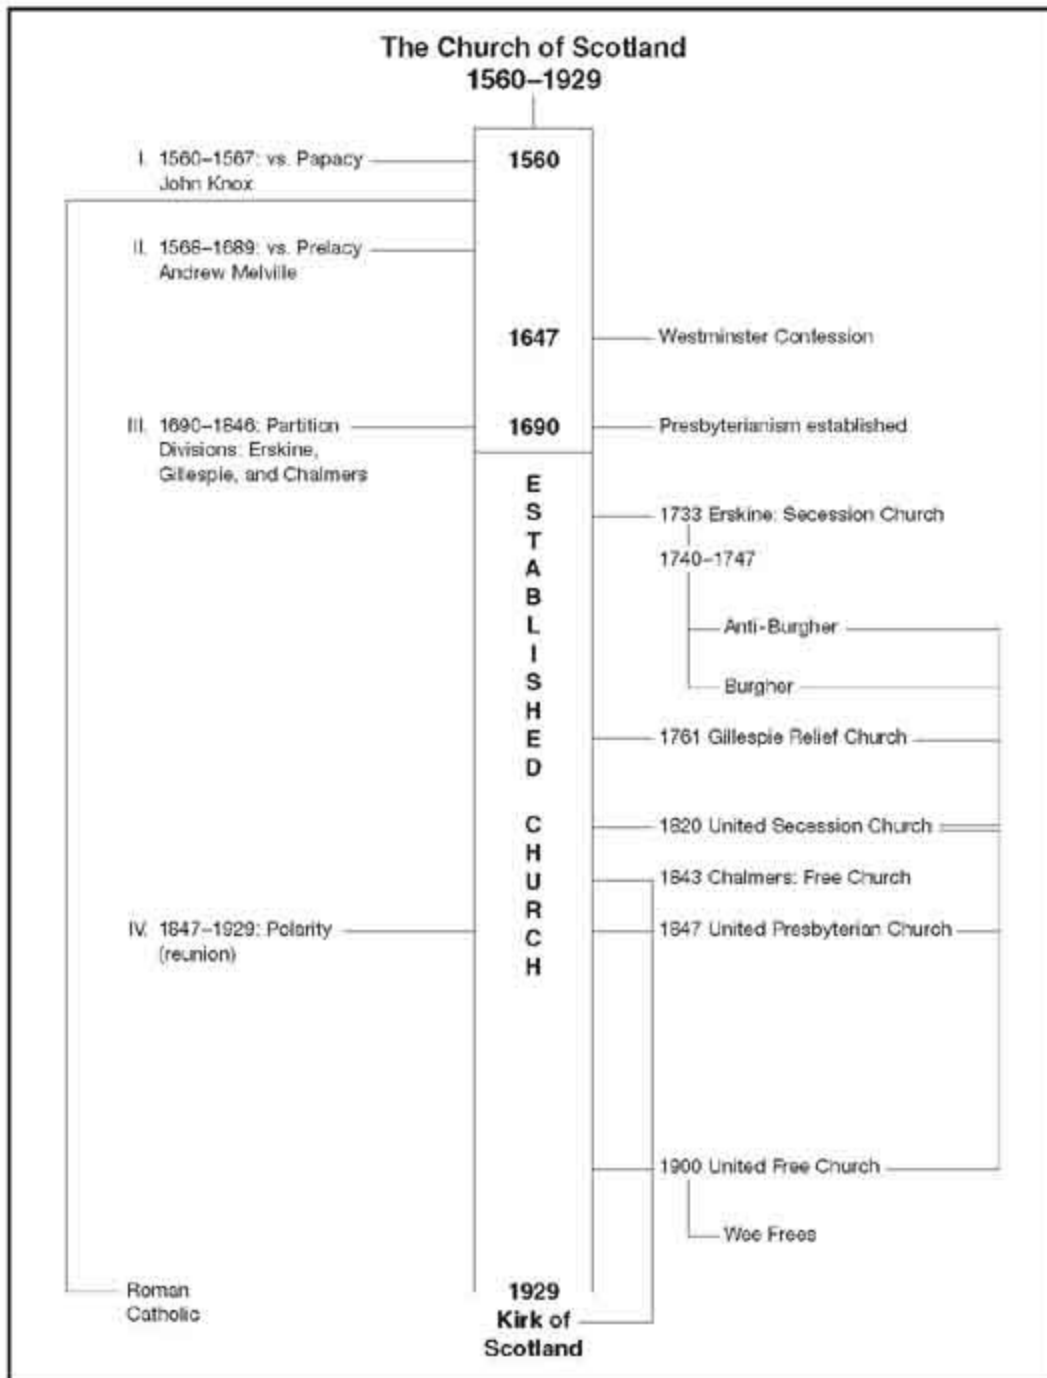 The Church of Scotland
1560–1929
I. 1560–1567: vs. Papacy
John Knox
1560
II. 1568–1689: vs. Prelacy
Andrew Melville
1647
Westminster Confession
III. 1690–1846: Partition
Divisions: Erskine,
Gillespie, and Chalmers
1690
Presbyterianism established
E
S
T
A
B
L
I
S
H
E
D
C
H
U
R
C
H
1733 Erskine: Secession Church
1740–1747
Anti-Burgher
Burgher
1761 Gillespie Relief Church
1820 United Secession Church
1843 Chalmers: Free Church
IV. 1847–1929: Polarity
(reunion)
1847 United Presbyterian Church
1900 United Free Church
Wee Frees
Roman
Catholic
1929
Kirk of
Scotland